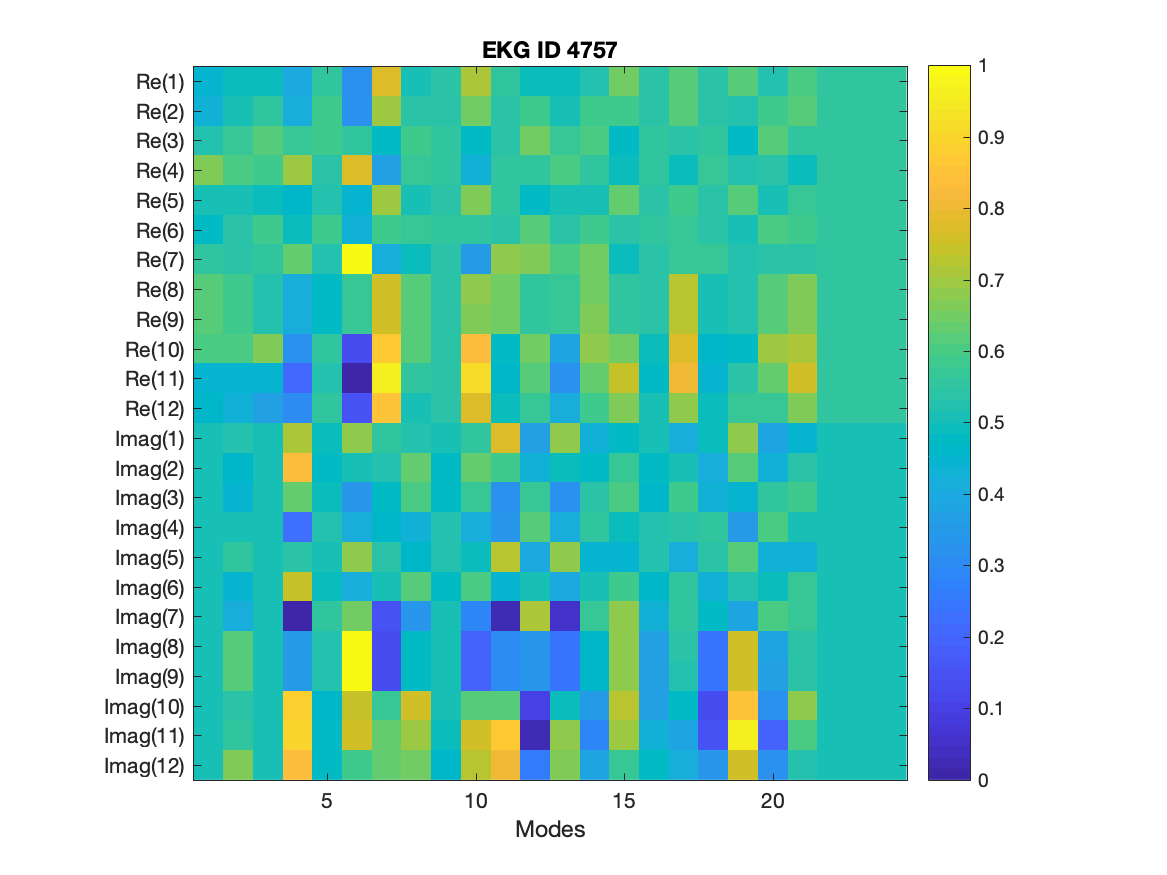 EKG ID 4757
Re(1)
Re(2)
Re(3)
Re(4)
Re(5)
Re(6)
Re(7)
Re(8)
Re(9)
Re(10)
Re(11)
Re(12)
Imag(1)
Imag(2)
Imag(3)
Imag(4)
Imag(5)
Imag(6)
Imag(7)
Imag(8)
Imag(9)
Imag(10)
Imag(11)
Imag(12)
5 10 15 20
Modes
1
0.9
0.8
0.7
0.6
0.5
0.4
0.3
0.2
0.1
0